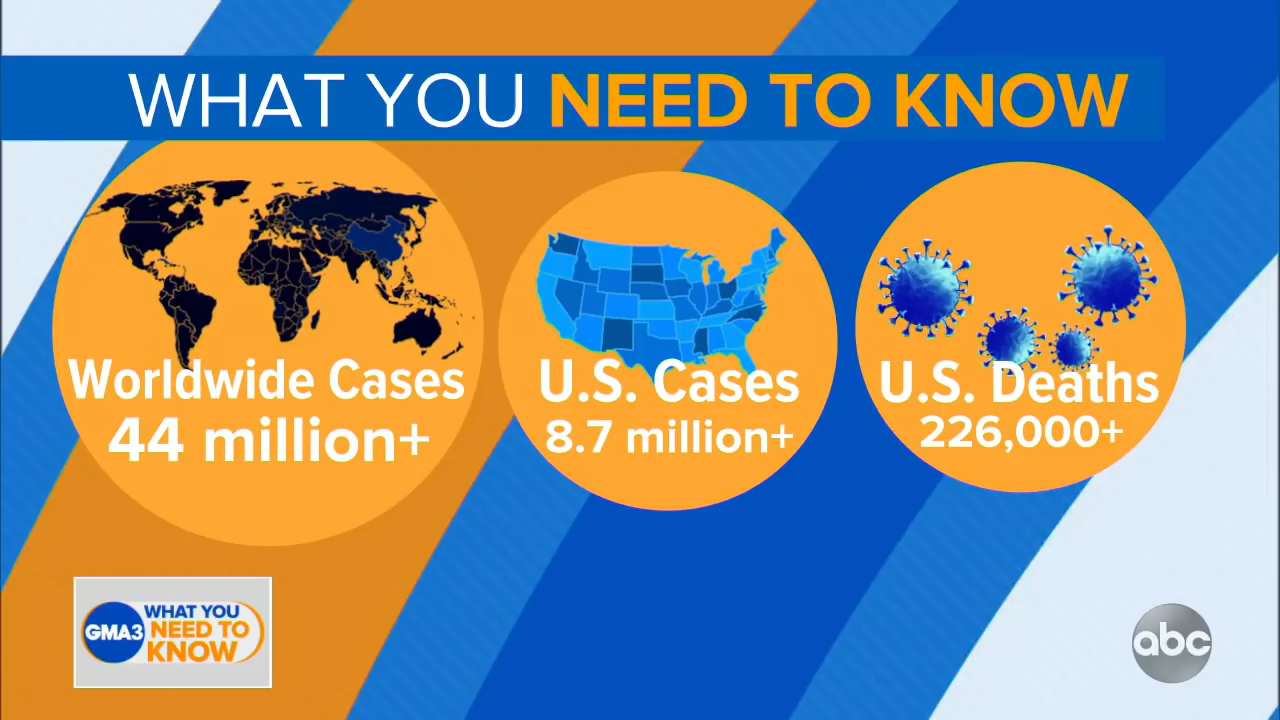 WHAT YOU NEED TO KNOW
Worldwide Cases
44 million+
U.S. Cases
8.7 million+
U.S. Deaths
226,000+
GMA3
WHAT YOU
NEED TO
KNOW
abc